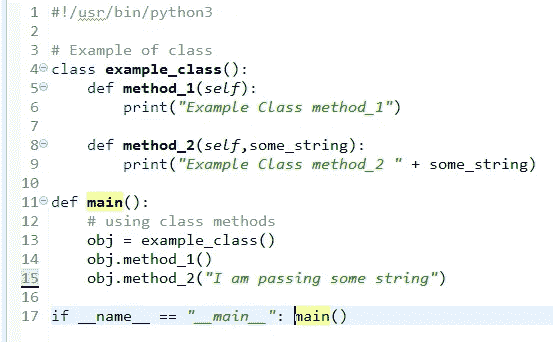 1 #!/usr/bin/python3
2
3 # Example of class
4 class example_class():
5     def method_1(self):
6         print("Example Class method_1")
7
8     def method_2(self,some_string):
9         print("Example Class method_2 " + some_string)
10
11 def main():
12     # using class methods
13     obj = example_class()
14     obj.method_1()
15     obj.method_2("I am passing some string")
16
17 if __name__ == "__main__": main()